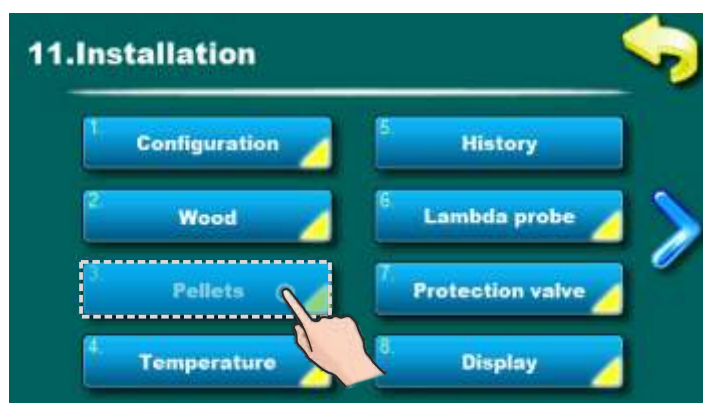 11.Installation
1. Configuration
2. Wood
3. Pellets
4. Temperature
5. History
6. Lambda probe
7. Protection valve
8. Display